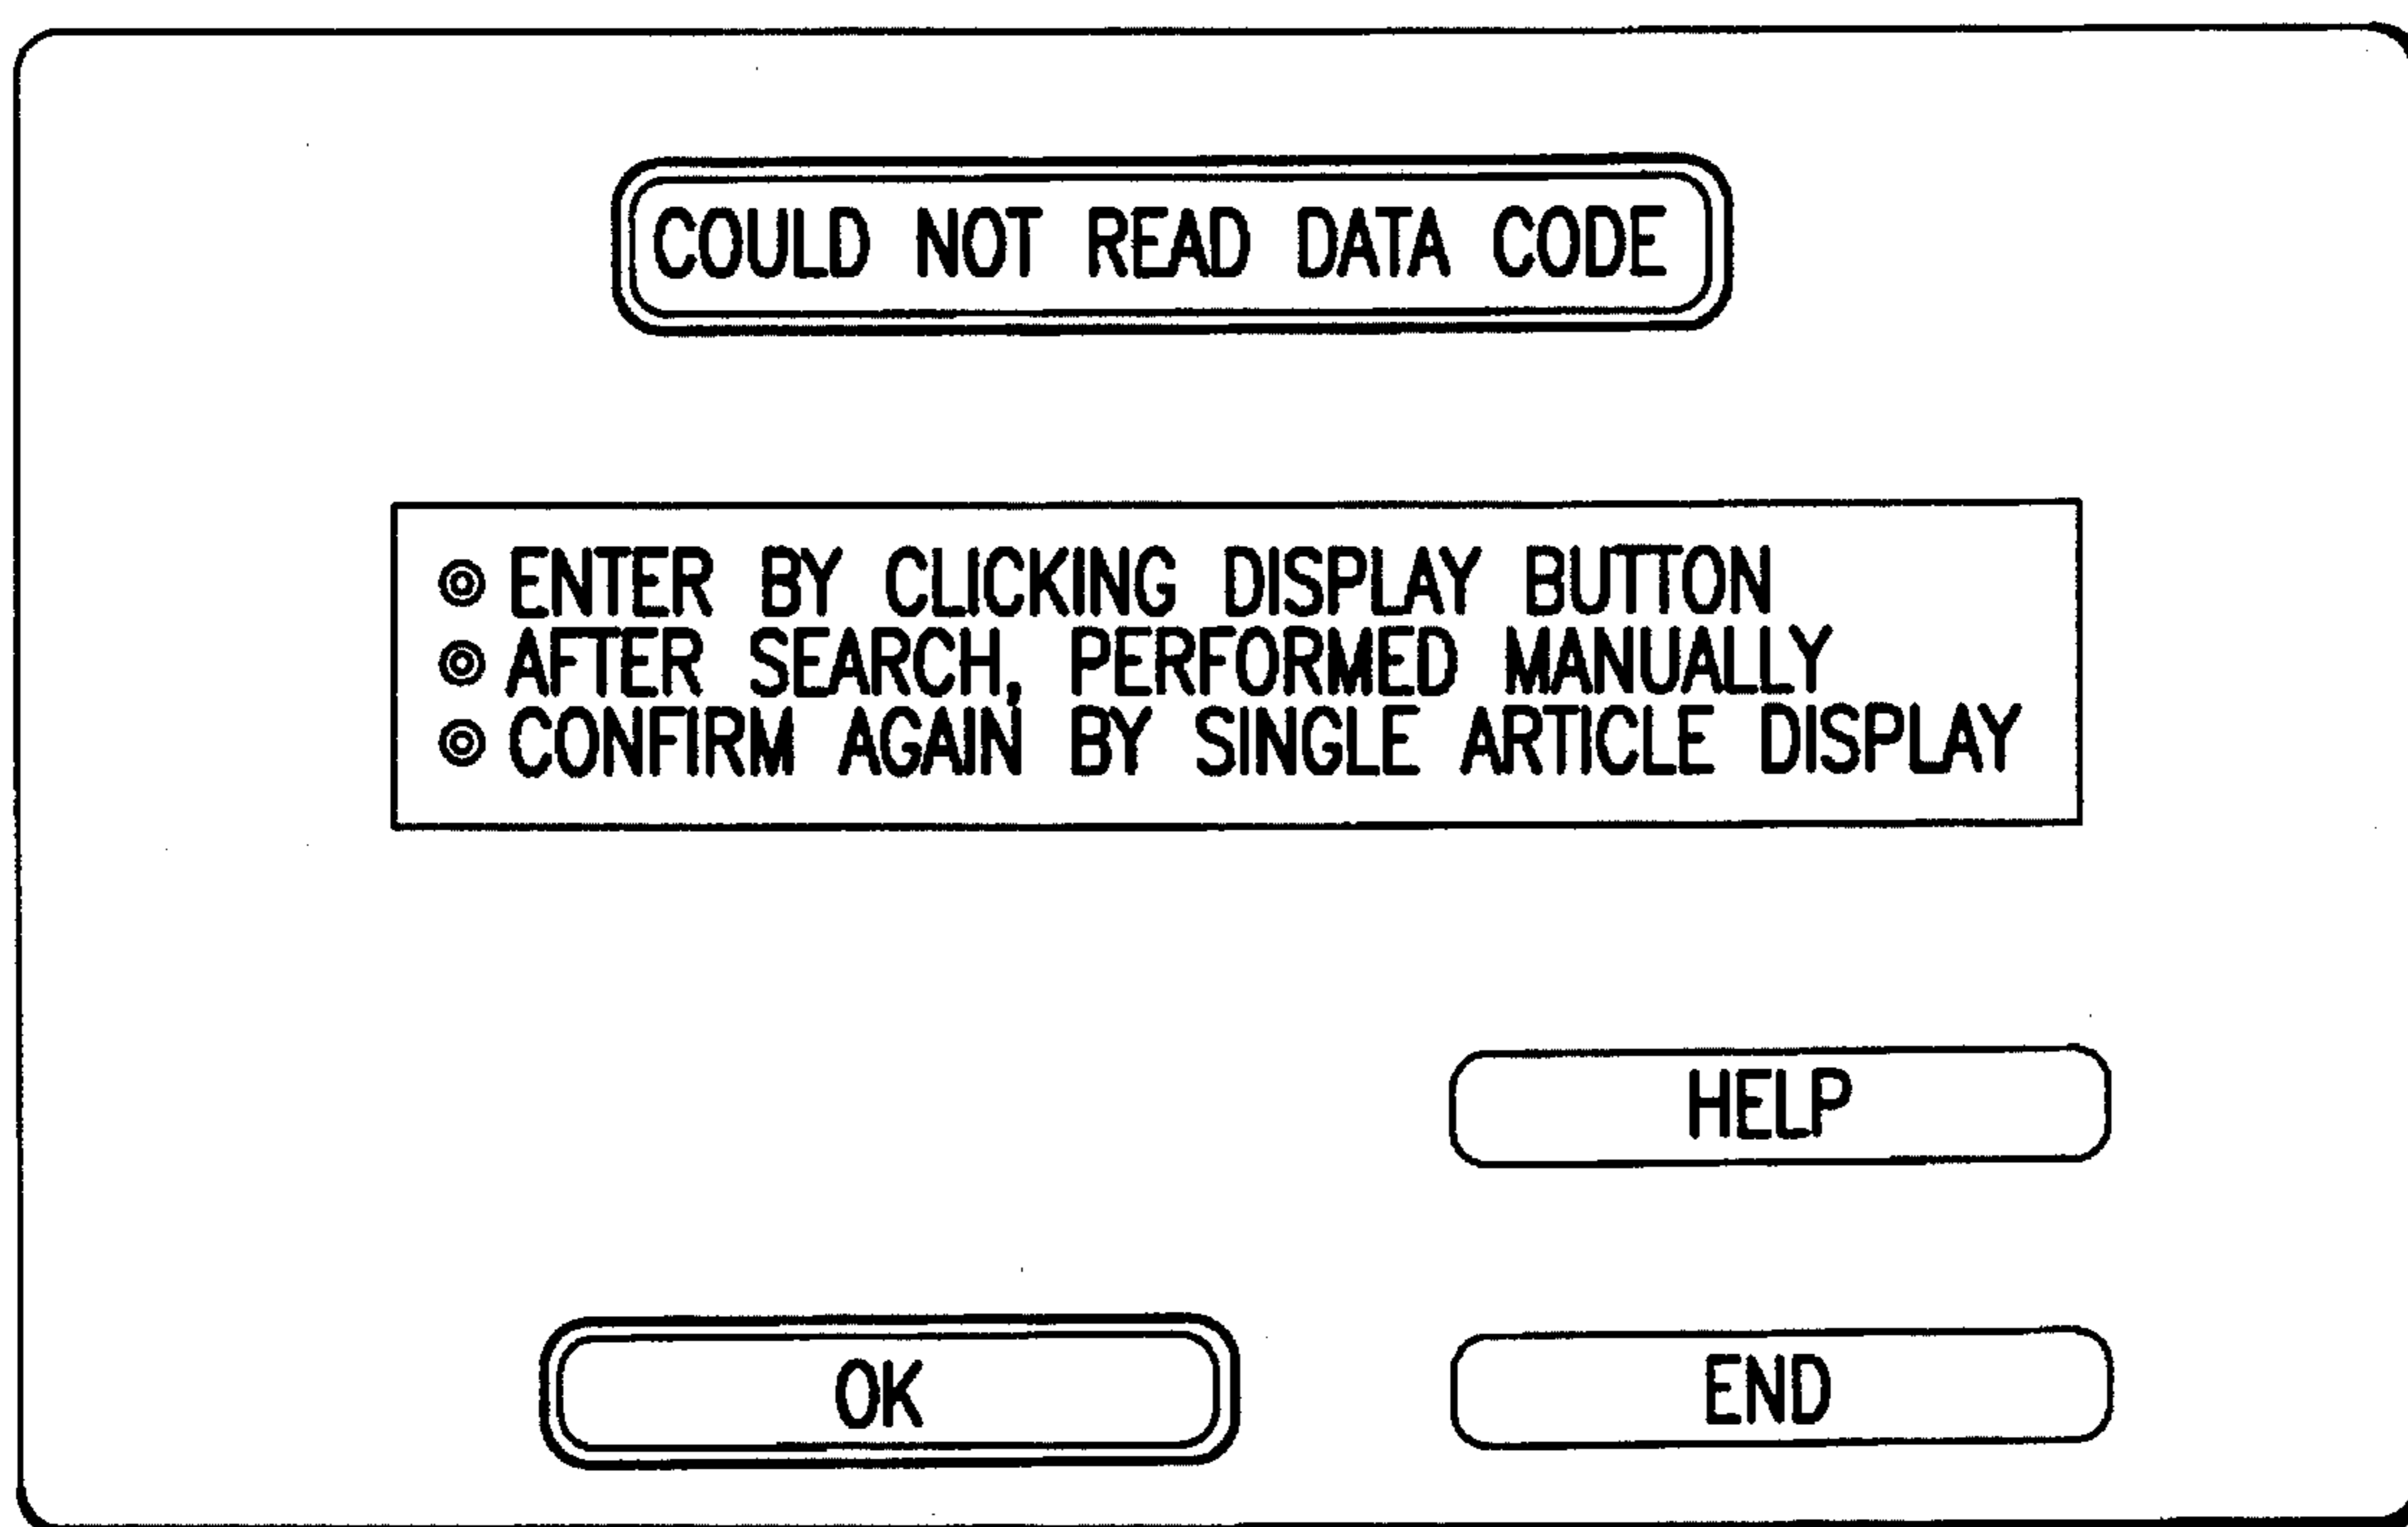 COULD NOT READ DATA CODE
◎ ENTER BY CLICKING DISPLAY BUTTON
◎ AFTER SEARCH, PERFORMED MANUALLY
◎ CONFIRM AGAIN BY SINGLE ARTICLE DISPLAY
HELP
OK
END